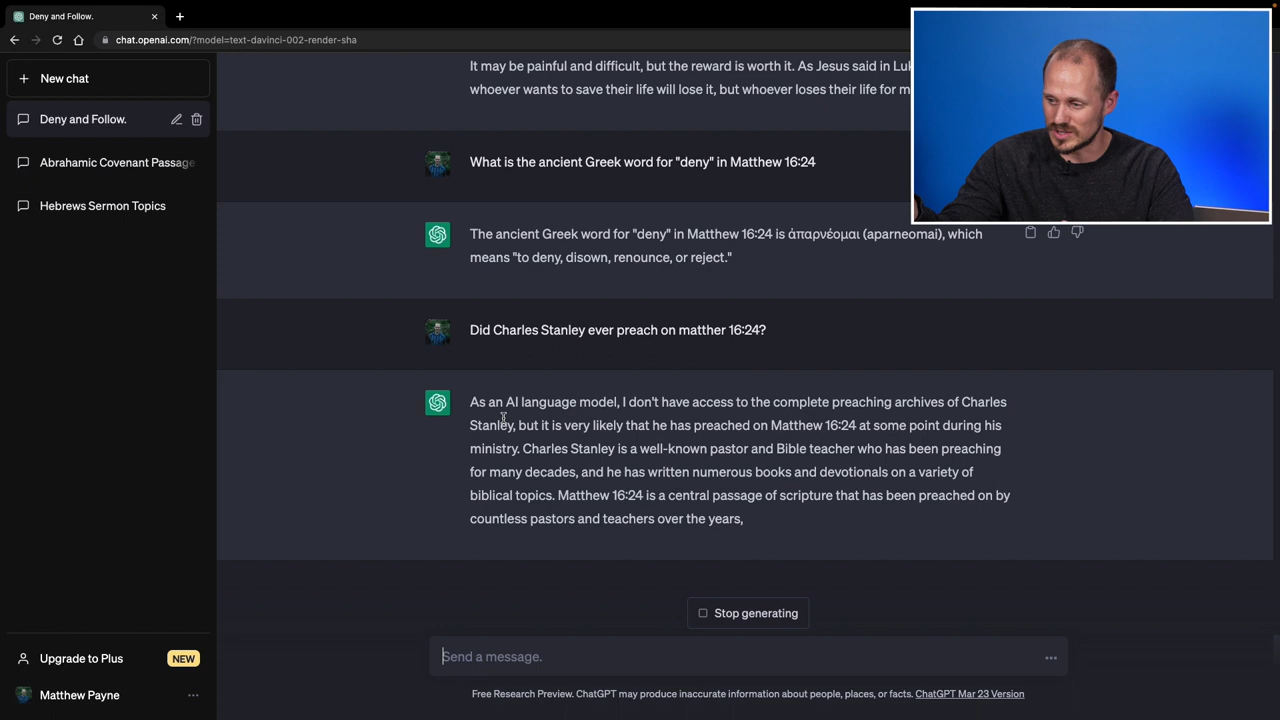 Deny and Follow.
chat.openai.com/?model=text-davinci-002-render-sha
New chat
Deny and Follow.
Abrahamic Covenant Passage
Hebrews Sermon Topics
It may be painful and difficult, but the reward is worth it. As Jesus said in Luk
whoever wants to save their life will lose it, but whoever loses their life for m
What is the ancient Greek word for "deny" in Matthew 16:24
The ancient Greek word for "deny" in Matthew 16:24 is ἀπαρνέομαι (aparneomai), which
means "to deny, disown, renounce, or reject."
Did Charles Stanley ever preach on matther 16:24?
As an AI language model, I don't have access to the complete preaching archives of Charles
Stanley, but it is very likely that he has preached on Matthew 16:24 at some point during his
ministry. Charles Stanley is a well-known pastor and Bible teacher who has been preaching
for many decades, and he has written numerous books and devotionals on a variety of
biblical topics. Matthew 16:24 is a central passage of scripture that has been preached on by
countless pastors and teachers over the years,
Stop generating
Send a message.
Free Research Preview. ChatGPT may produce inaccurate information about people, places, or facts. ChatGPT Mar 23 Version
Upgrade to Plus NEW
Matthew Payne